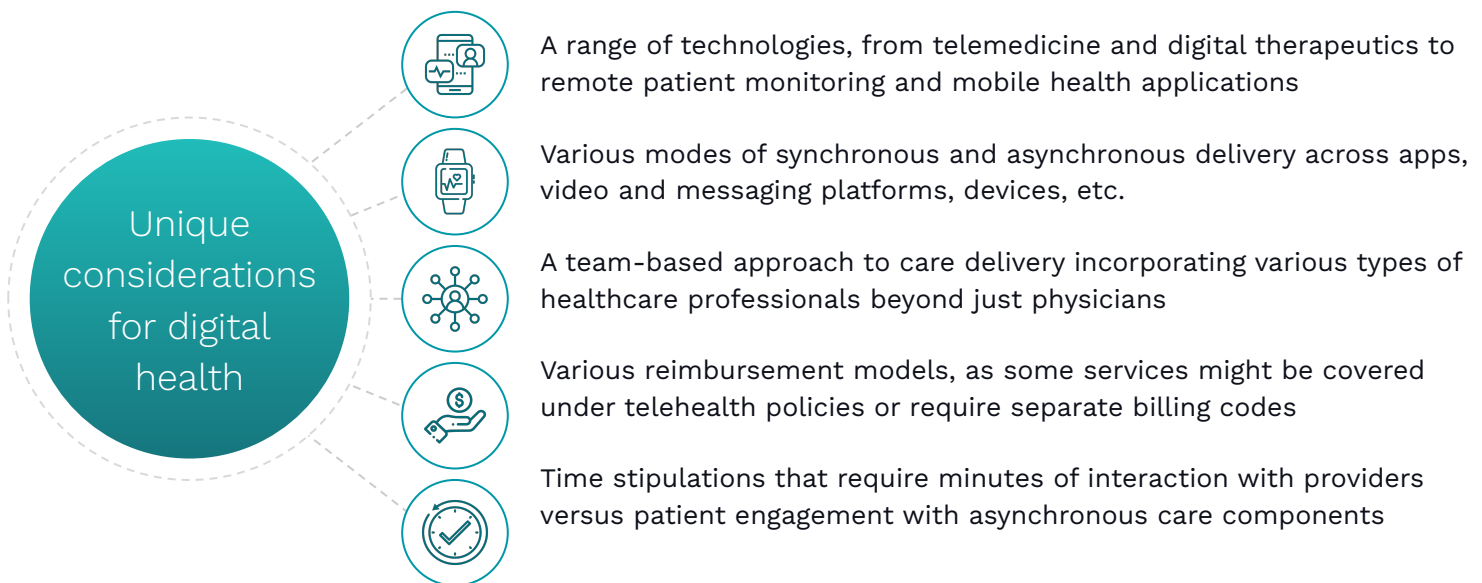 Unique
considerations
for digital
health
A range of technologies, from telemedicine and digital therapeutics to
remote patient monitoring and mobile health applications
Various modes of synchronous and asynchronous delivery across apps,
video and messaging platforms, devices, etc.
A team-based approach to care delivery incorporating various types of
healthcare professionals beyond just physicians
$
Various reimbursement models, as some services might be covered
under telehealth policies or require separate billing codes
Time stipulations that require minutes of interaction with providers
versus patient engagement with asynchronous care components